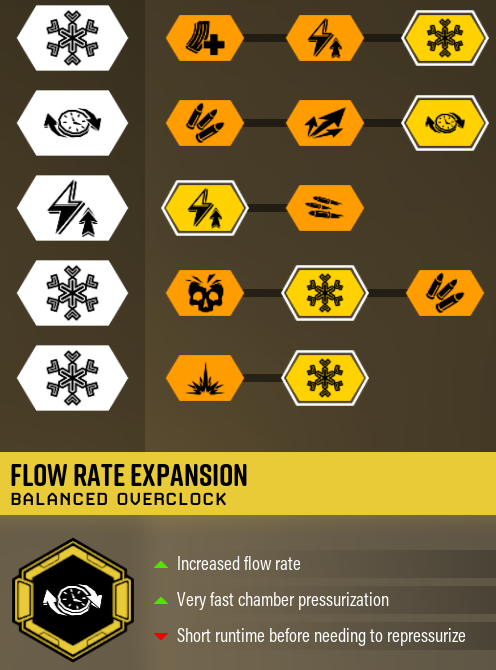 FLOW RATE EXPANSION
BALANCED OVERCLOCK
Increased flow rate
Very fast chamber pressurization
Short runtime before needing to repressurize